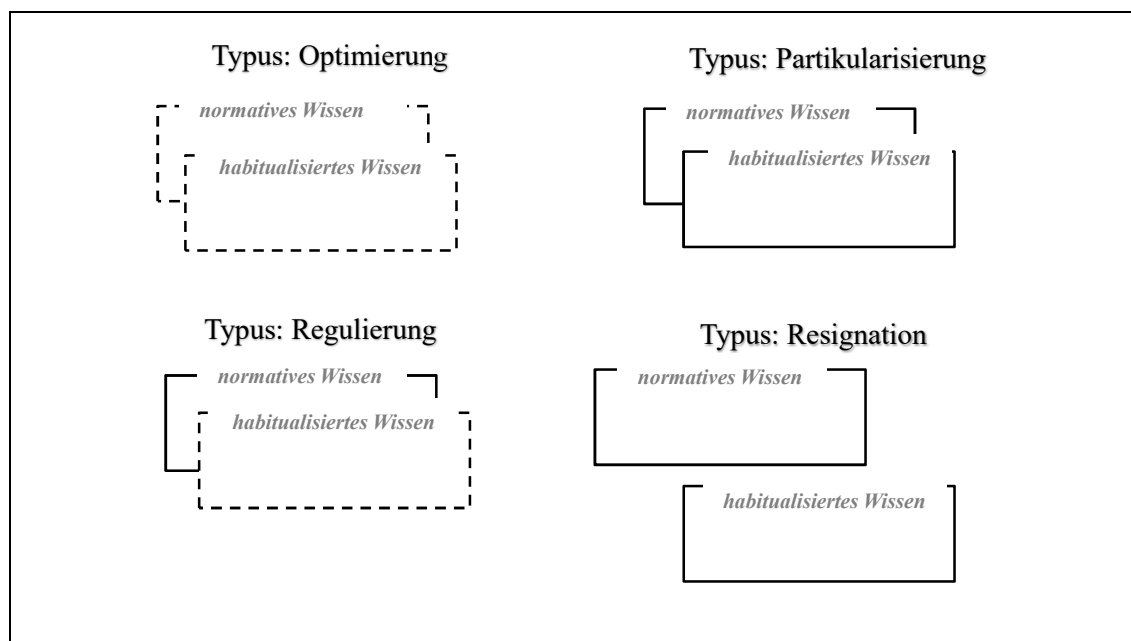 Typus: Optimierung
normatives Wissen
habitualisiertes Wissen
Typus: Partikularisierung
normatives Wissen
habitualisiertes Wissen
Typus: Regulierung
normatives Wissen
habitualisiertes Wissen
Typus: Resignation
normatives Wissen
habitualisiertes Wissen